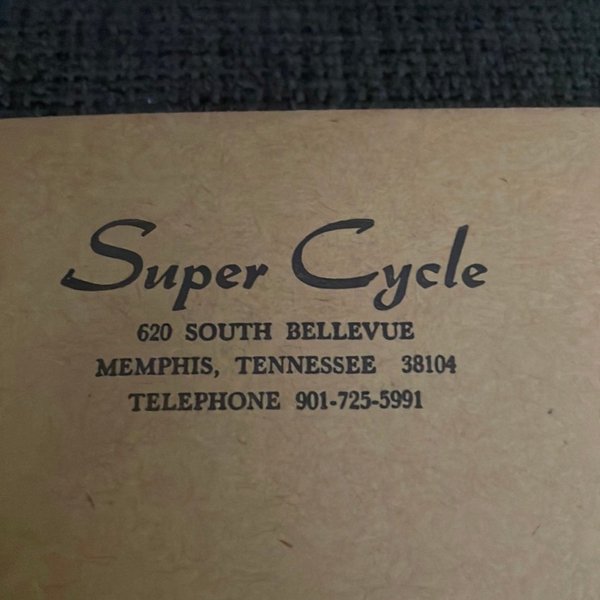 Super Cycle
620 SOUTH BELLEVUE
MEMPHIS, TENNESSEE 38104
TELEPHONE 901-725-5991